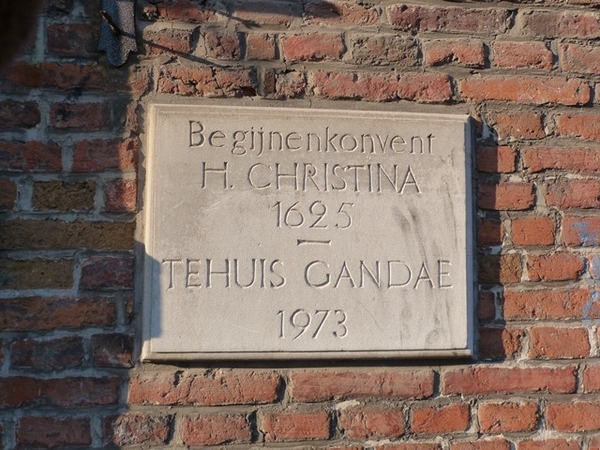 Begijnenkonvent
H. CHRISTINA
1625
—
TEHUIS GANDAE
1973